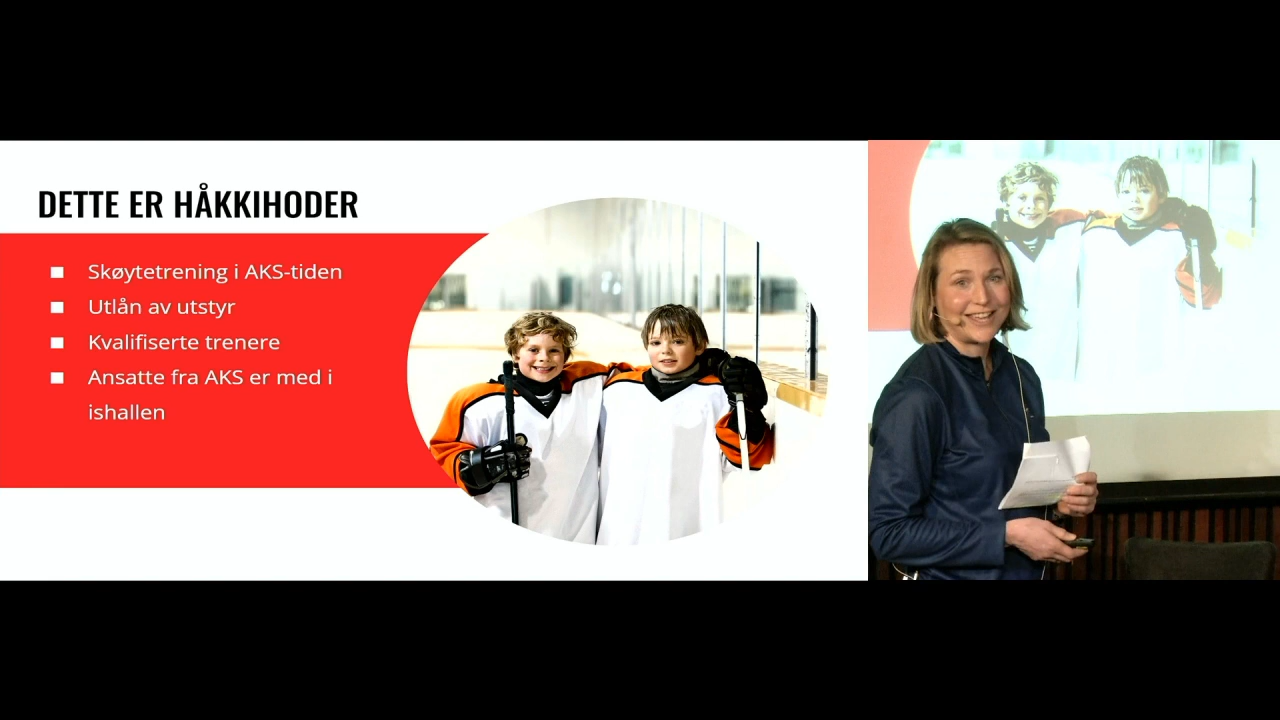 DETTE ER HÅKKIHODER
Skøytetrening i AKS-tiden
Utlån av utstyr
Kvalifiserte trenere
Ansatte fra AKS er med i
ishallen